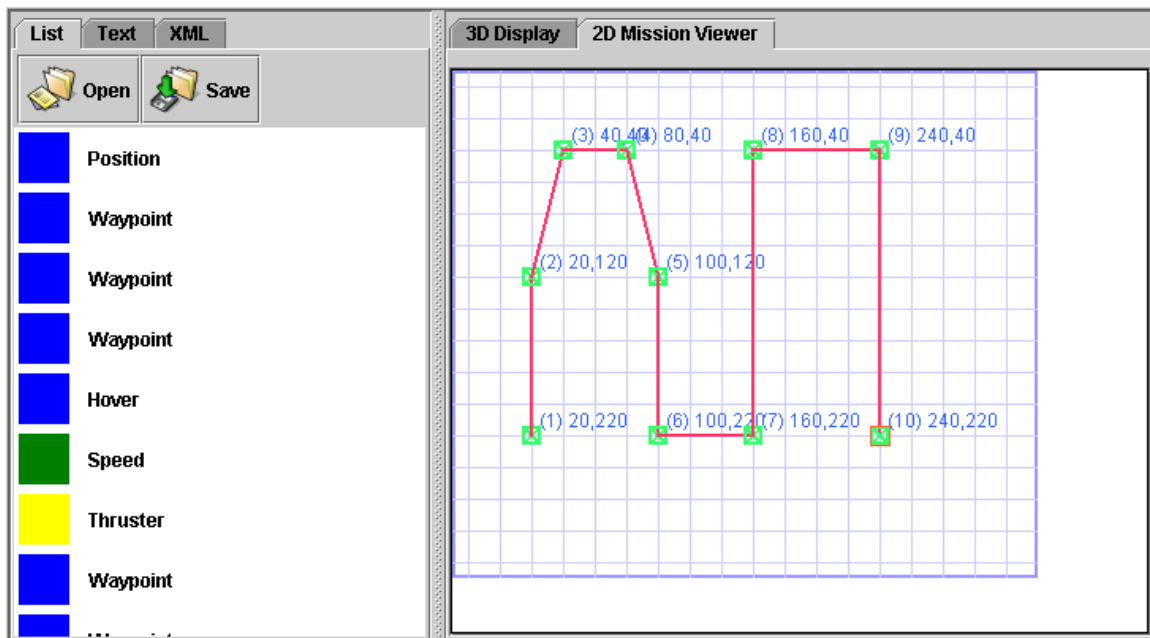 List Text XML
Open Save
Position
Waypoint
Waypoint
Waypoint
Hover
Speed
Thruster
Waypoint
Waypoint
3D Display 2D Mission Viewer
(3) 40,40 (4) 80,40 (8) 160,40 (9) 240,40
(2) 20,120 (5) 100,120
(1) 20,220 (6) 100,220 (7) 160,220 (10) 240,220